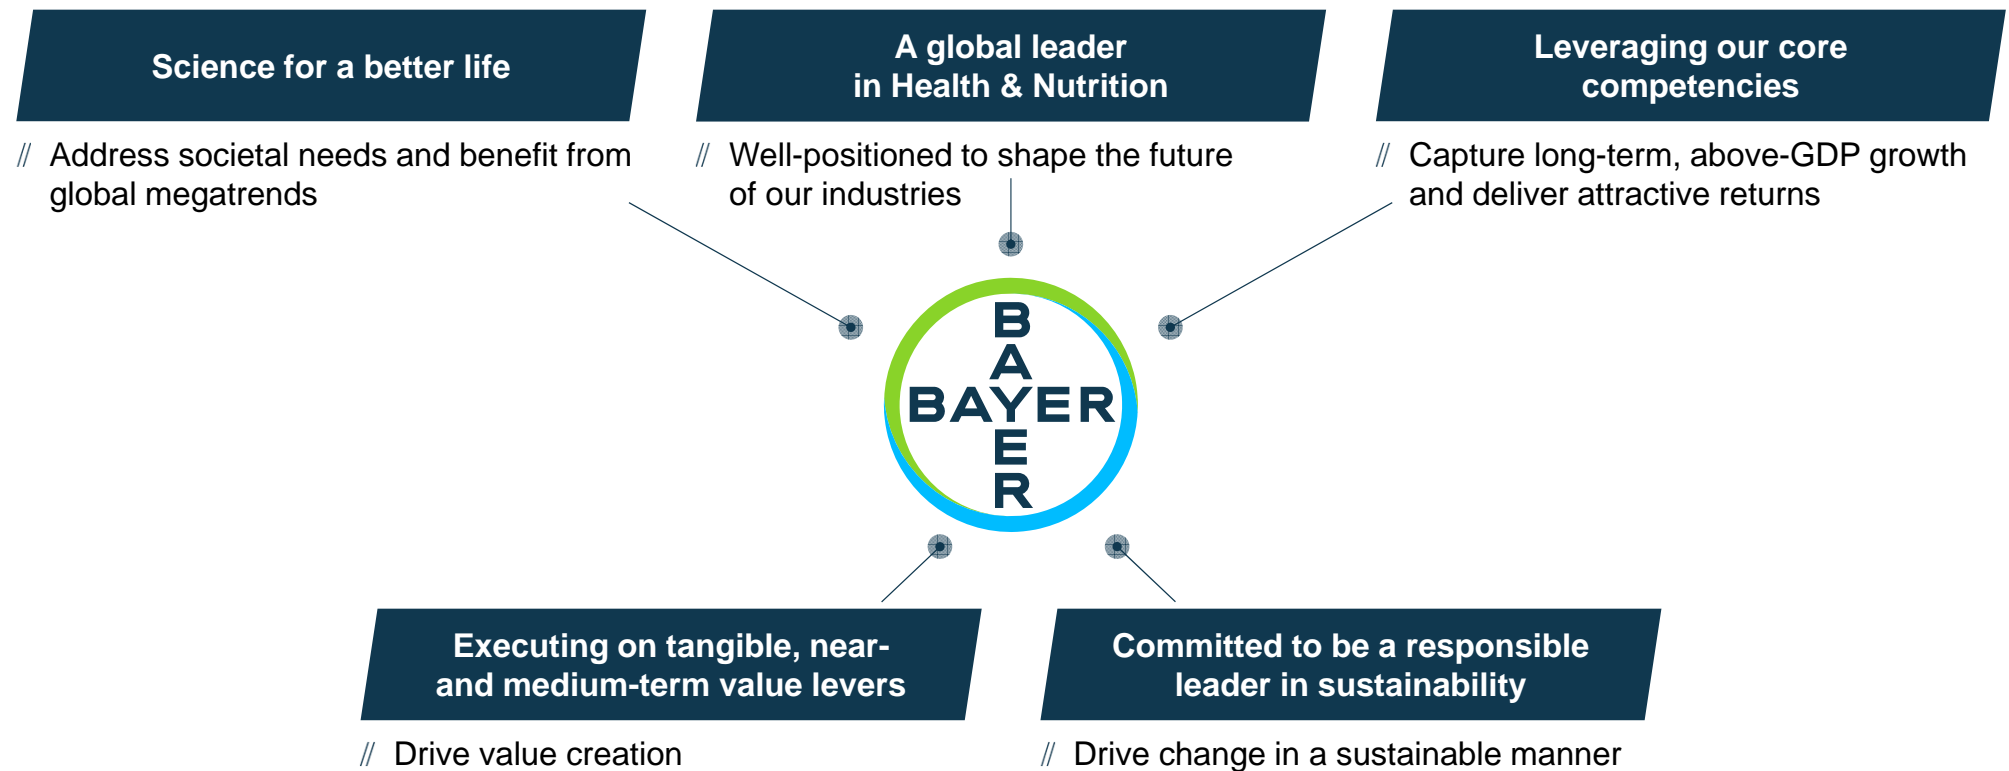 Science for a better life
// Address societal needs and benefit from
global megatrends
A global leader
in Health & Nutrition
// Well-positioned to shape the future
of our industries
Leveraging our core
competencies
// Capture long-term, above-GDP growth
and deliver attractive returns
B
A
BAYER
E
R
Executing on tangible, near-
and medium-term value levers
// Drive value creation
Committed to be a responsible
leader in sustainability
// Drive change in a sustainable manner